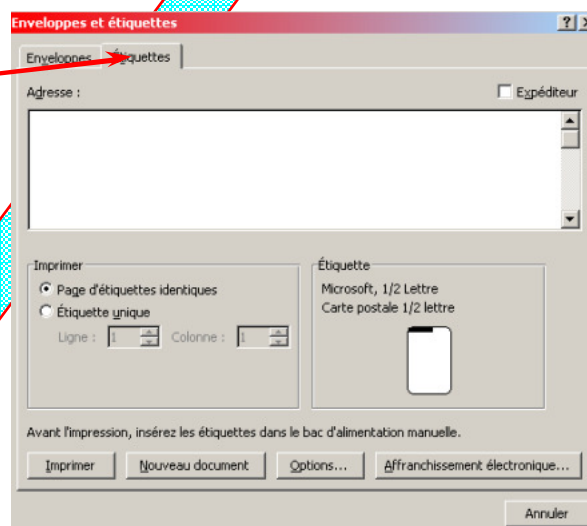 Enveloppes et étiquettes
Enveloppes Étiquettes
Adresse :
Expéditeur
Imprimer
Page d'étiquettes identiques
Étiquette unique
Ligne : 1 Colonne : 1
Étiquette
Microsoft, 1/2 Lettre
Carte postale 1/2 lettre
Avant l'impression, insérez les étiquettes dans le bac d'alimentation manuelle.
Imprimer Nouveau document Options... Affranchissement électronique...
Annuler